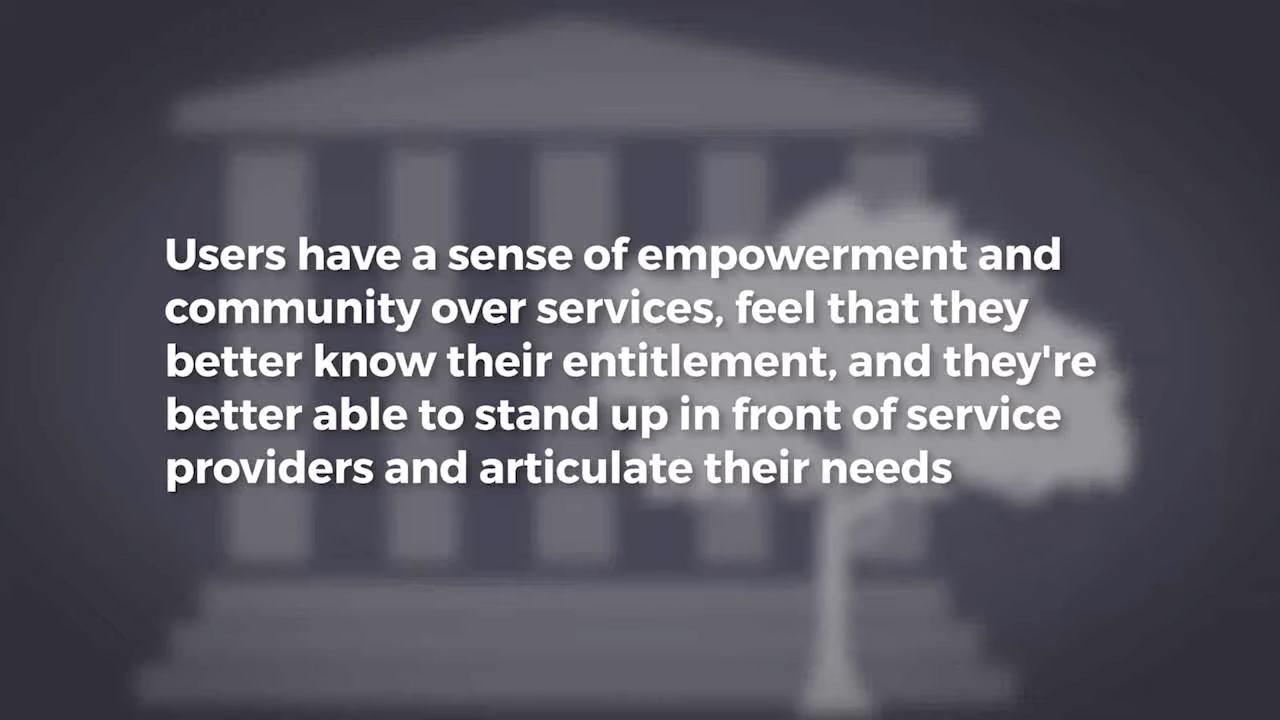 Users have a sense of empowerment and
community over services, feel that they
better know their entitlement, and they're
better able to stand up in front of service
providers and articulate their needs